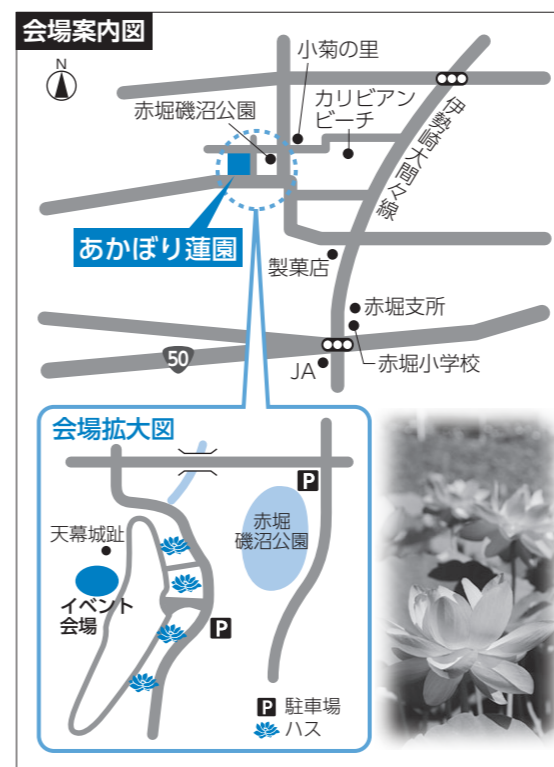 会場案内図
N
小菊の里
カリビアン
ビーチ
赤堀磯沼公園
伊勢崎大間々線
あかぼり蓮園
製菓店
赤堀支所
赤堀小学校
50
JA
会場拡大図
P
天幕城趾
赤堀
磯沼公園
イベント
会場
P
P 駐車場
ハス